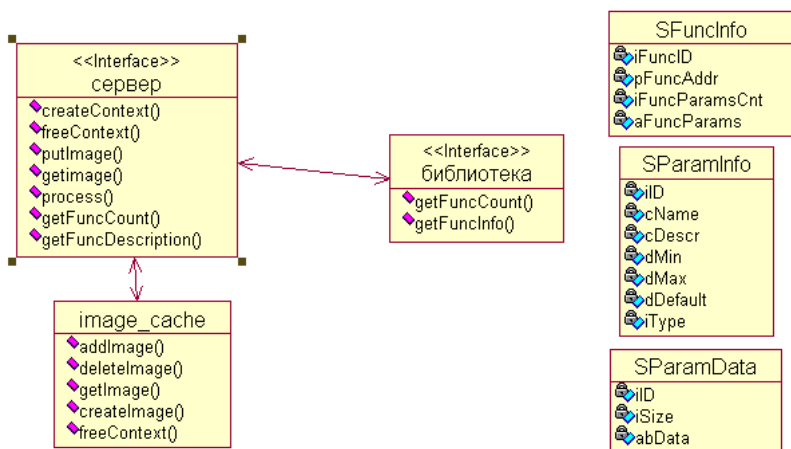 <<Interface>>
сервер
createContext()
freeContext()
putImage()
getimage()
process()
getFuncCount()
getFuncDescription()
<<Interface>>
библиотека
getFuncCount()
getFuncInfo()
image_cache
addImage()
deleteImage()
getImage()
createImage()
freeContext()
SFuncInfo
iFuncID
pFuncAddr
iFuncParamsCnt
aFuncParams
SParamInfo
iID
cName
cDescr
dMin
dMax
dDefault
iType
SParamData
iID
iSize
abData